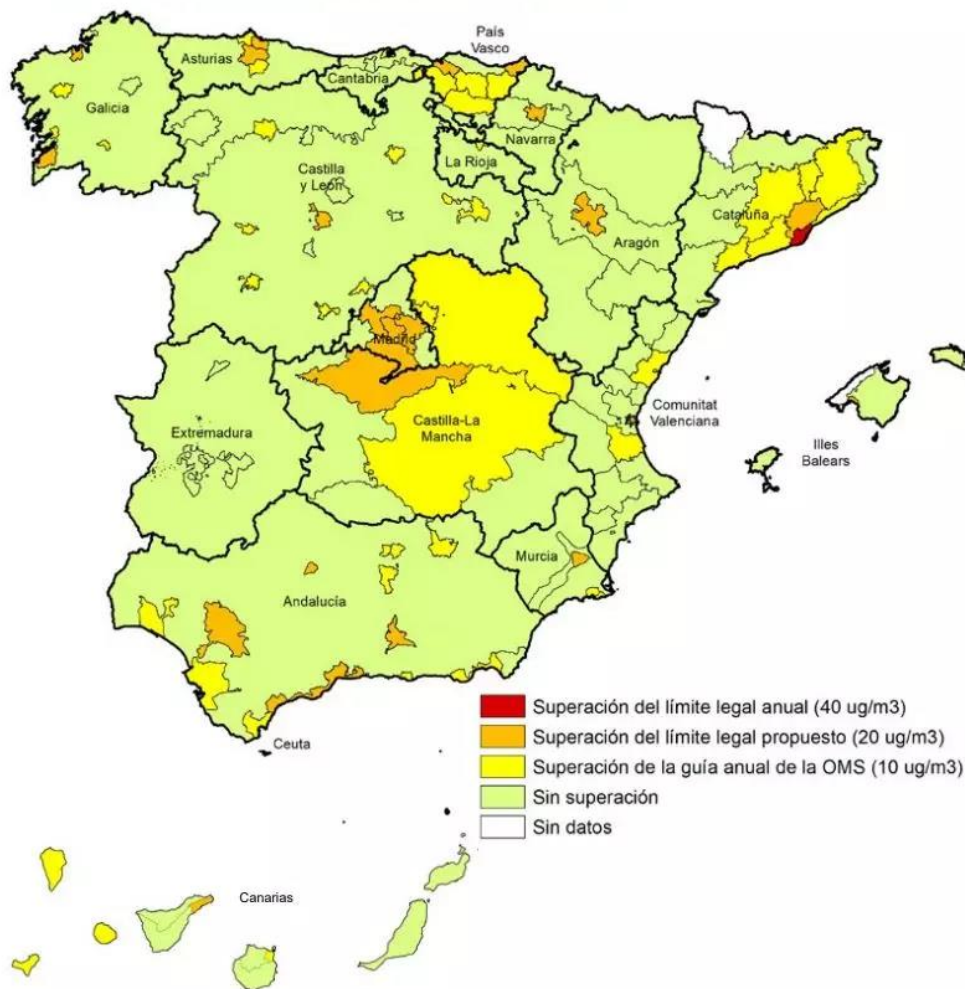 País
Vasco
Asturias
Cantabria
Galicia
Navarra
La Rioja
Castilla
y León
Cataluña
Aragón
Madrid
Comunitat
Valenciana
Castilla-La
Mancha
Extremadura
Illes
Balears
Murcia
Andalucía
Superación del límite legal anual (40 ug/m3)
Superación del límite legal propuesto (20 ug/m3)
Ceuta
Superación de la guía anual de la OMS (10 ug/m3)
Sin superación
Sin datos
Canarias